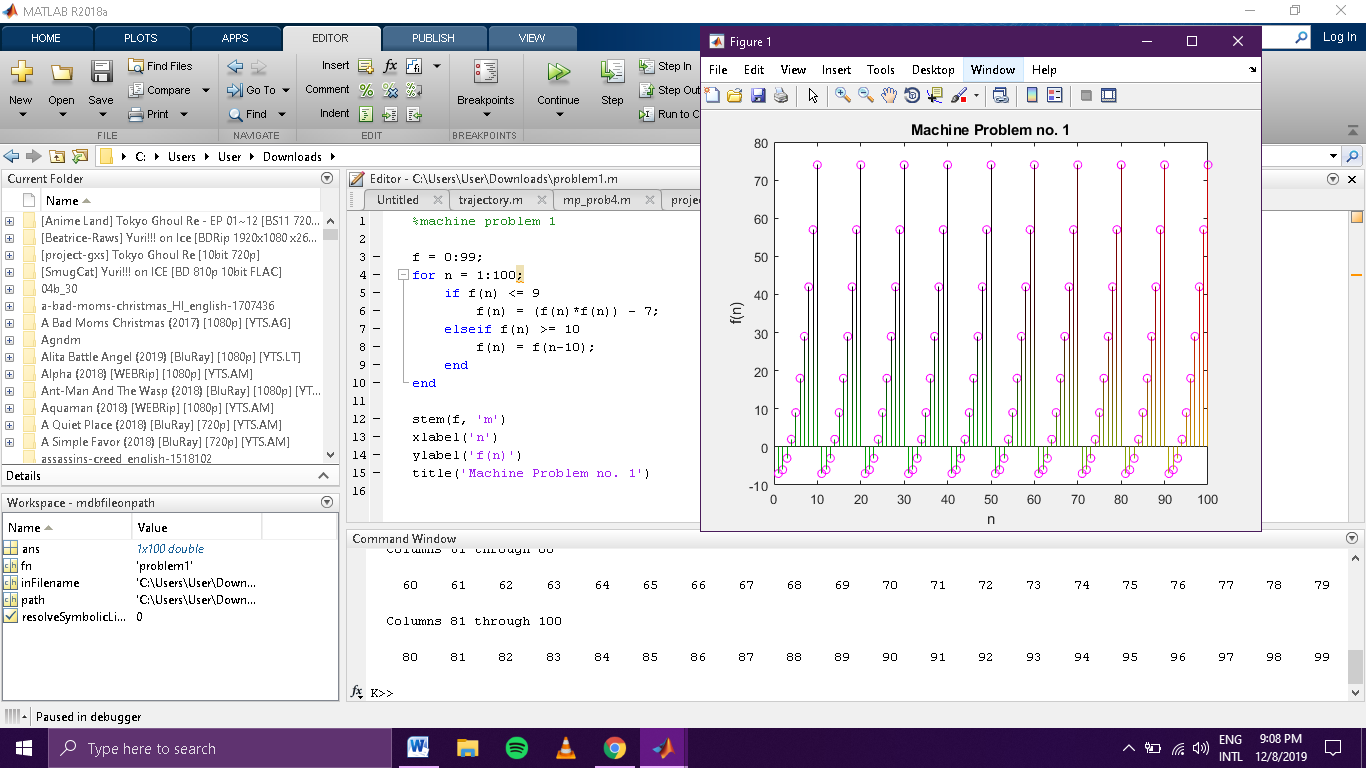 MATLAB R2018a
HOME PLOTS APPS EDITOR PUBLISH VIEW Log In
New Open Save Find Files Compare Print
Go To Find
Insert fx
Comment
Indent
Breakpoints
Continue Step Step In
Step Out
Run to C
FILE NAVIGATE EDIT BREAKPOINTS
C: Users User Downloads
Current Folder
Name
[Anime Land] Tokyo Ghoul Re - EP 01~12 [BS11 720...
[Beatrice-Raws] Yuri!!! on Ice [BDRip 1920x1080 x26...
[project-gxs] Tokyo Ghoul Re [10bit 720p]
[SmugCat] Yuri!!! on ICE [BD 810p 10bit FLAC]
04b_30
a-bad-moms-christmas_HI_english-1707436
A Bad Moms Christmas (2017) [1080p] [YTS.AG]
Agndm
Alita Battle Angel (2019) [BluRay] [1080p] [YTS.LT]
Alpha (2018) [WEBRip] [1080p] [YTS.AM]
Ant-Man And The Wasp (2018) [BluRay] [1080p] [YT...
Aquaman (2018) [WEBRip] [1080p] [YTS.AM]
A Quiet Place (2018) [BluRay] [720p] [YTS.AM]
A Simple Favor (2018) [BluRay] [720p] [YTS.AM]
assassins-creed_english-1518102
Details
Workspace - mdbfileonpath
Name Value
ans 1x100 double
fn 'problem1'
inFilename 'C:\Users\User\Down...
path 'C:\Users\User\Down...
resolveSymbolicLi... 0
Paused in debugger
Editor - C:\Users\User\Downloads\problem1.m
Untitled trajectory.m mp_prob4.m projec
1 %machine problem 1
2
3 f = 0:99;
4 for n = 1:100;
5 if f(n) <= 9
6 f(n) = (f(n)*f(n)) - 7;
7 elseif f(n) >= 10
8 f(n) = f(n-10);
9 end
10 end
11
12 stem(f, 'm')
13 xlabel('n')
14 ylabel('f(n)')
15 title('Machine Problem no. 1')
16
Figure 1
File Edit View Insert Tools Desktop Window Help
Machine Problem no. 1
80
70
60
50
40
30
20
10
0
-10
f(n)
0 10 20 30 40 50 60 70 80 90 100
n
Command Window
Columns 61 through 80
60 61 62 63 64 65 66 67 68 69 70 71 72 73 74 75 76 77 78 79
Columns 81 through 100
80 81 82 83 84 85 86 87 88 89 90 91 92 93 94 95 96 97 98 99
fx K>>
Type here to search
ENG
INTL
9:08 PM
12/8/2019